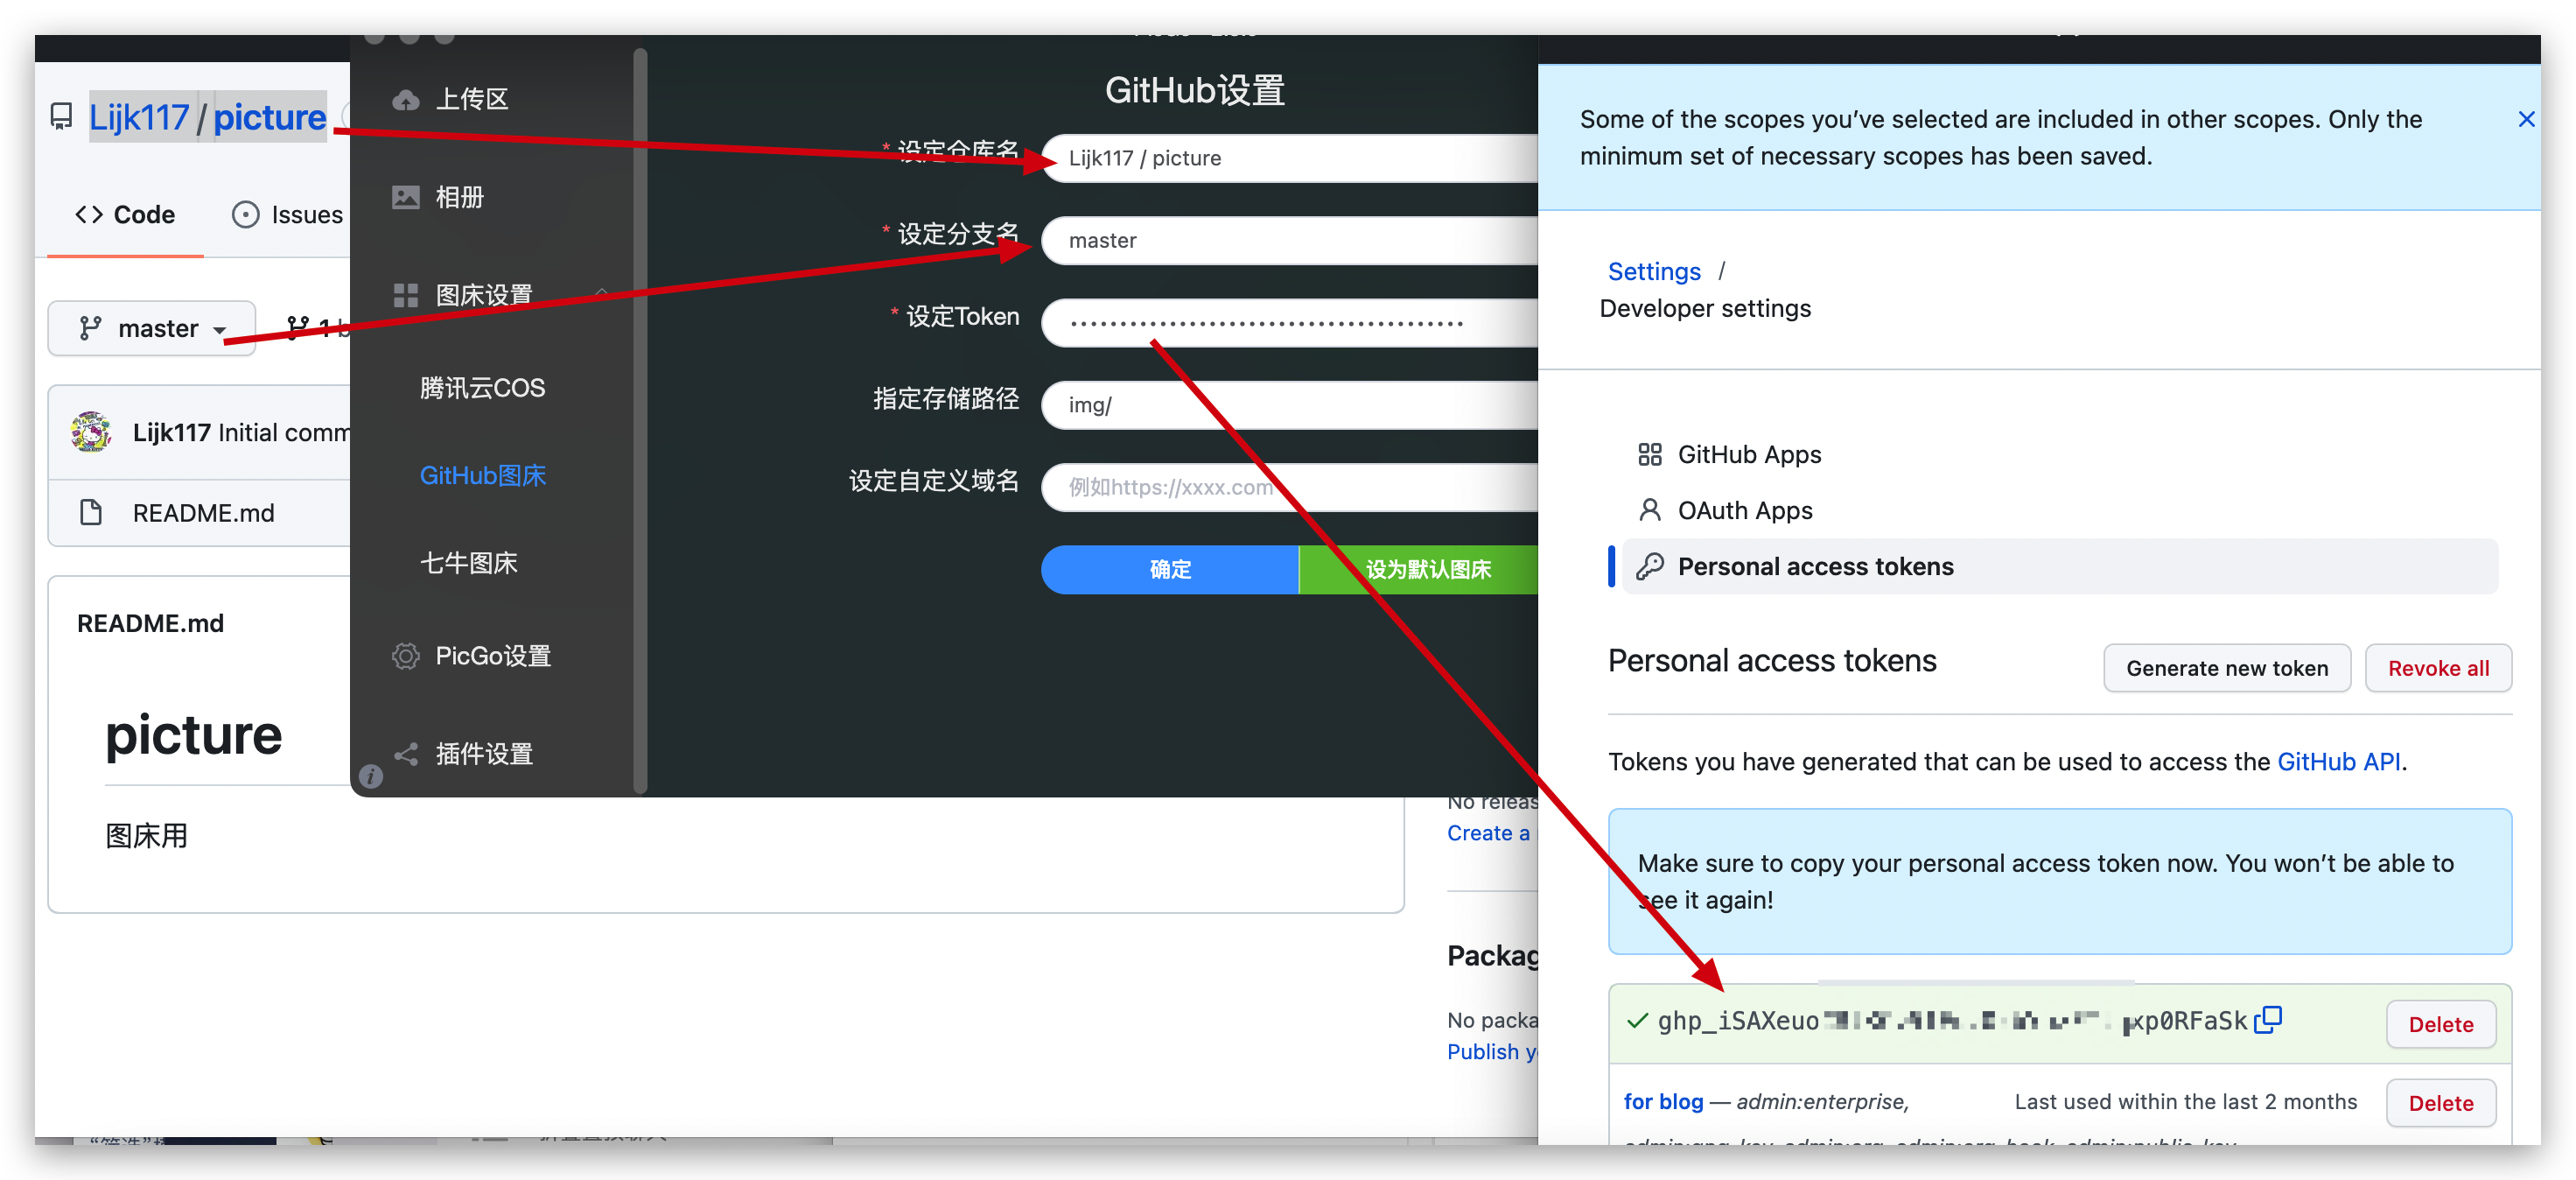 Lijk117 / picture
Code
Issues
master
1
Lijk117 Initial comm
README.md
README.md
picture
图床用
上传区
相册
图床设置
腾讯云COS
GitHub图床
七牛图床
PicGo设置
插件设置
GitHub设置
* 设定仓库名
Lijk117 / picture
* 设定分支名
master
* 设定Token
指定存储路径
img/
设定自定义域名
例如https://xxxx.com
确定
设为默认图床
Create a
Packag
No packa
Publish y
Some of the scopes you’ve selected are included in other scopes. Only the
minimum set of necessary scopes has been saved.
Settings /
Developer settings
GitHub Apps
OAuth Apps
Personal access tokens
Personal access tokens
Generate new token
Revoke all
Tokens you have generated that can be used to access the GitHub API.
Make sure to copy your personal access token now. You won’t be able to
see it again!
Delete
for blog — admin:enterprise,
Last used within the last 2 months
Delete